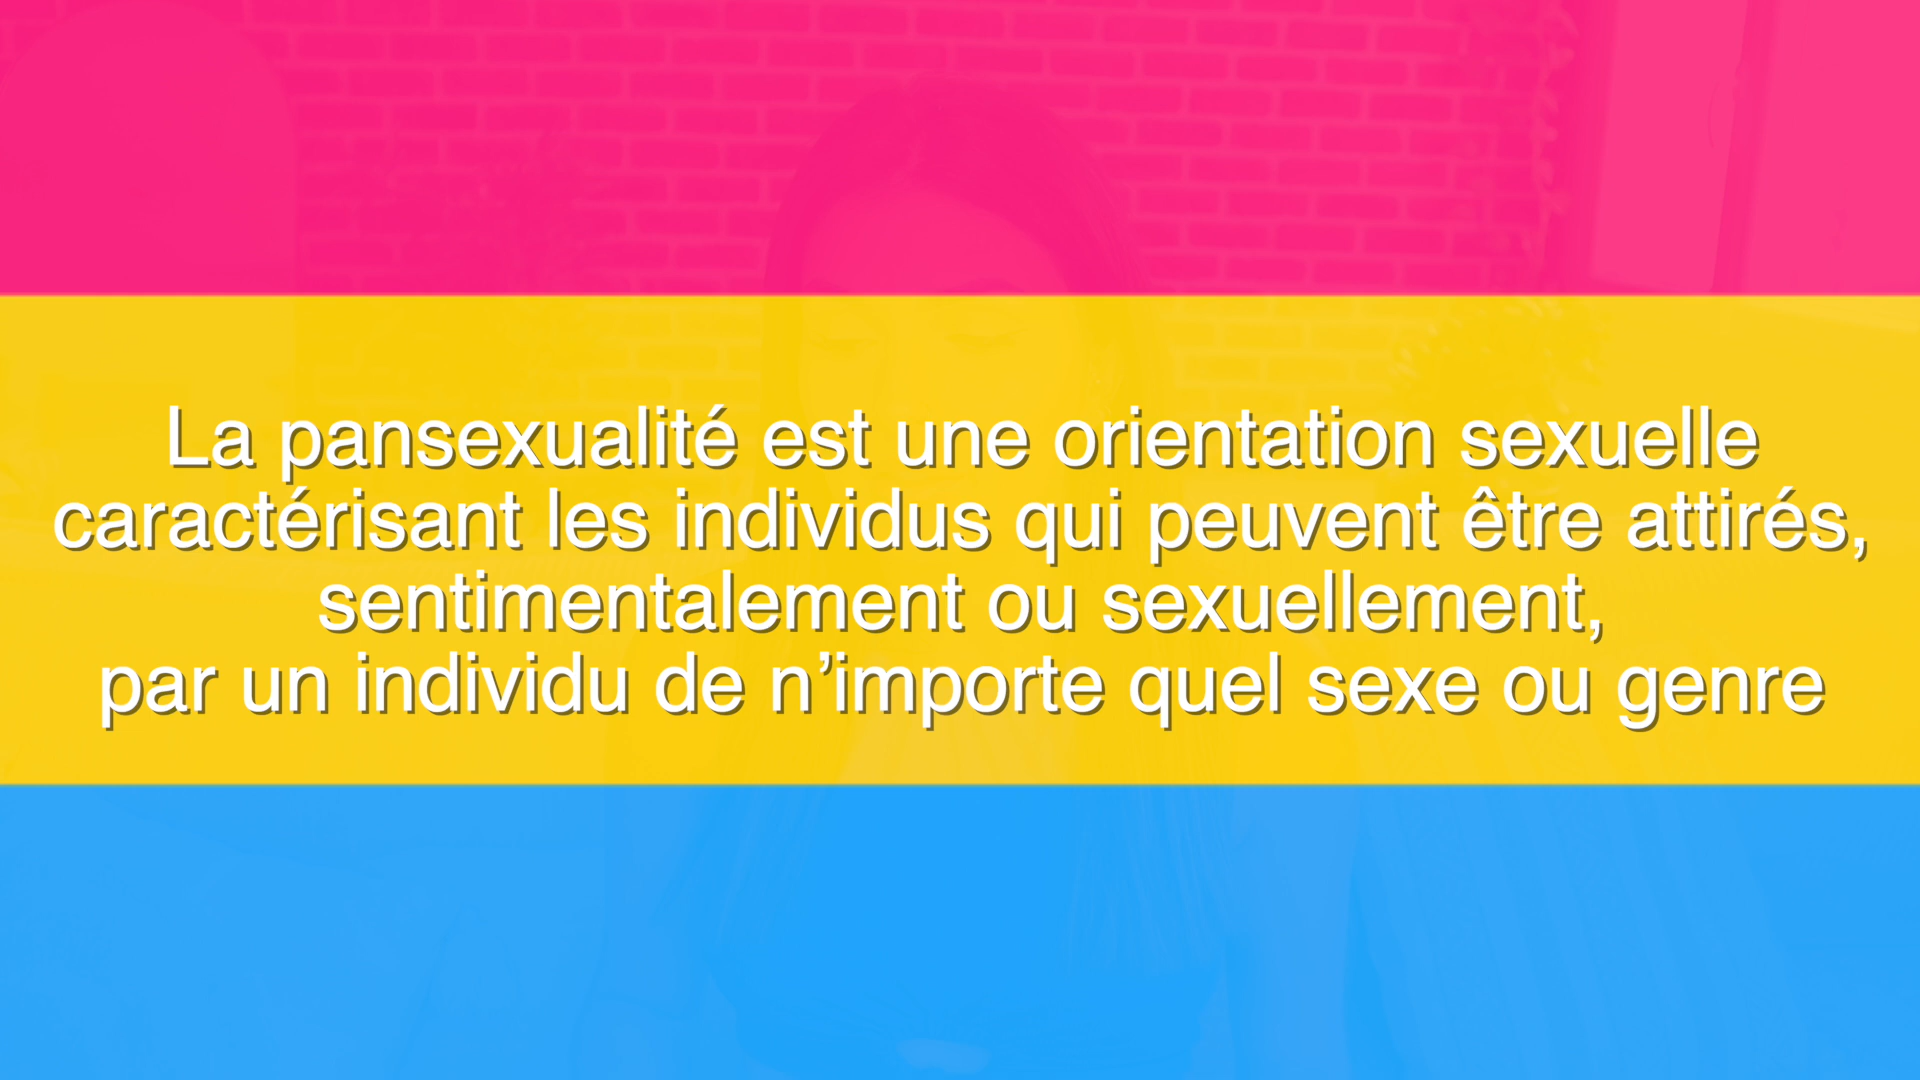 La pansexualité est une orientation sexuelle
caractérisant les individus qui peuvent être attirés,
sentimentalement ou sexuellement,
par un individu de n’importe quel sexe ou genre